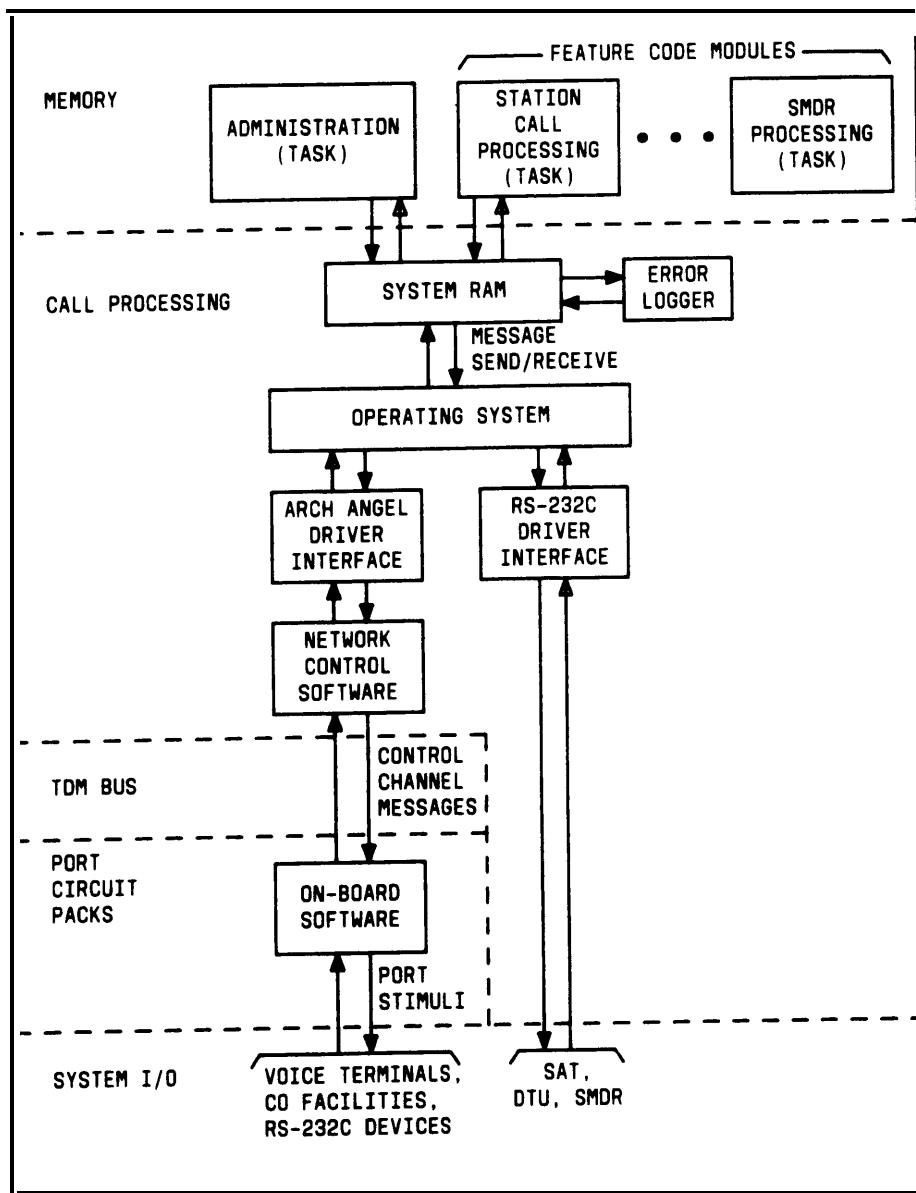 FEATURE CODE MODULES
MEMORY
ADMINISTRATION
(TASK)
STATION
CALL
PROCESSING
(TASK)
SMDR
PROCESSING
(TASK)
CALL PROCESSING
SYSTEM RAM
ERROR
LOGGER
MESSAGE
SEND/RECEIVE
OPERATING SYSTEM
ARCH ANGEL
DRIVER
INTERFACE
RS-232C
DRIVER
INTERFACE
NETWORK
CONTROL
SOFTWARE
TDM BUS
CONTROL
CHANNEL
MESSAGES
PORT
CIRCUIT
PACKS
ON-BOARD
SOFTWARE
PORT
STIMULI
SYSTEM I/O
VOICE TERMINALS,
CO FACILITIES,
RS-232C DEVICES
SAT,
DTU, SMDR